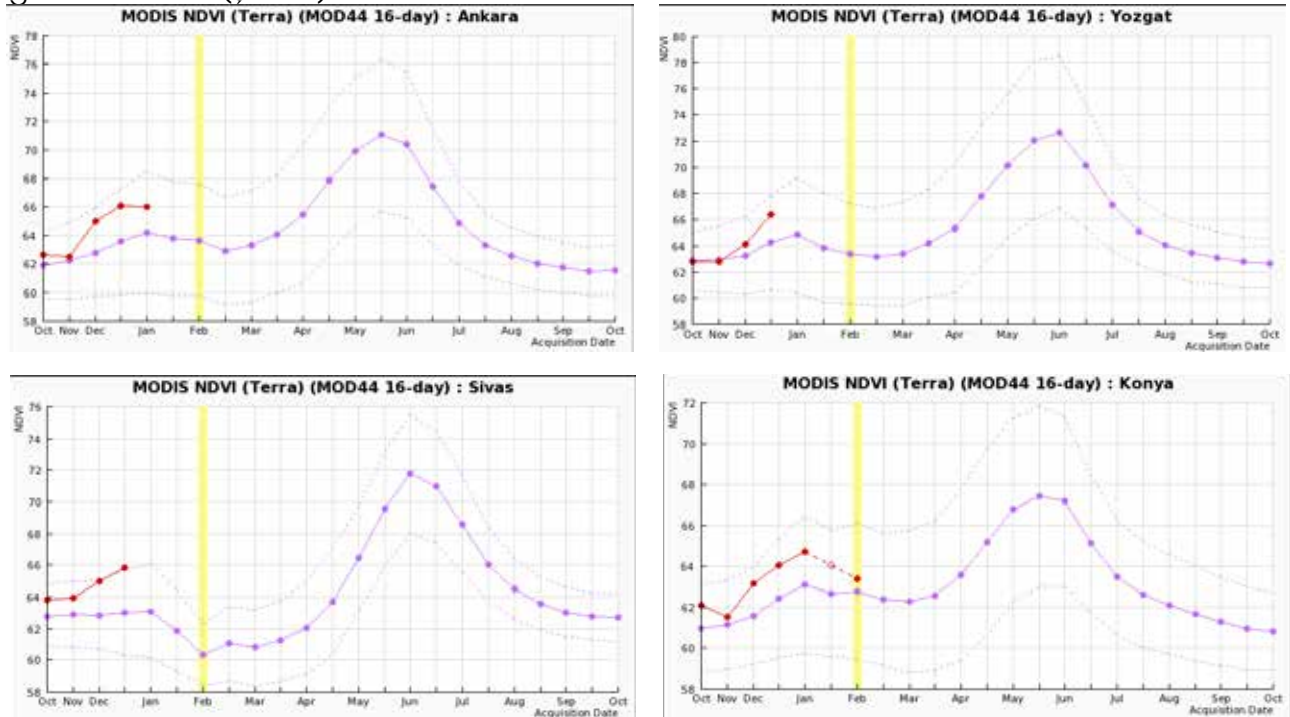 MODIS NDVI (Terra) (MOD44 16-day) : Ankara
NDVI
78
76
74
72
70
68
66
64
62
60
58
Oct Nov Dec Jan Feb Mar Apr May Jun Jul Aug Sep Oct
Acquisition Date
MODIS NDVI (Terra) (MOD44 16-day) : Yozgat
NDVI
80
78
76
74
72
70
68
66
64
62
60
58
Oct Nov Dec Jan Feb Mar Apr May Jun Jul Aug Sep Oct
Acquisition Date
MODIS NDVI (Terra) (MOD44 16-day) : Sivas
NDVI
76
74
72
70
68
66
64
62
60
58
Oct Nov Dec Jan Feb Mar Apr May Jun Jul Aug Sep Oct
Acquisition Date
MODIS NDVI (Terra) (MOD44 16-day) : Konya
NDVI
72
70
68
66
64
62
60
58
Oct Nov Dec Jan Feb Mar Apr May Jun Jul Aug Sep Oct
Acquisition Date